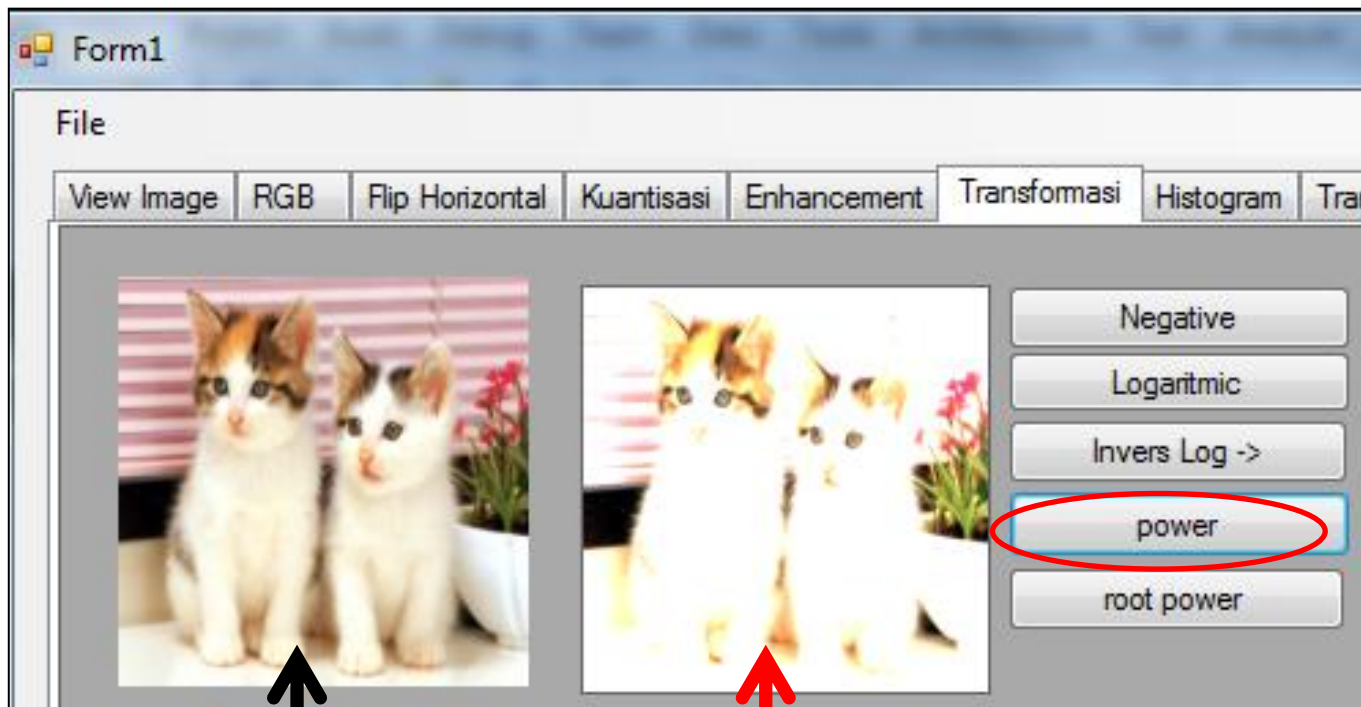 Form1
File
View Image RGB Flip Horizontal Kuantisasi Enhancement Transformasi Histogram
Negative
Logaritmic
Invers Log ->
power
root power